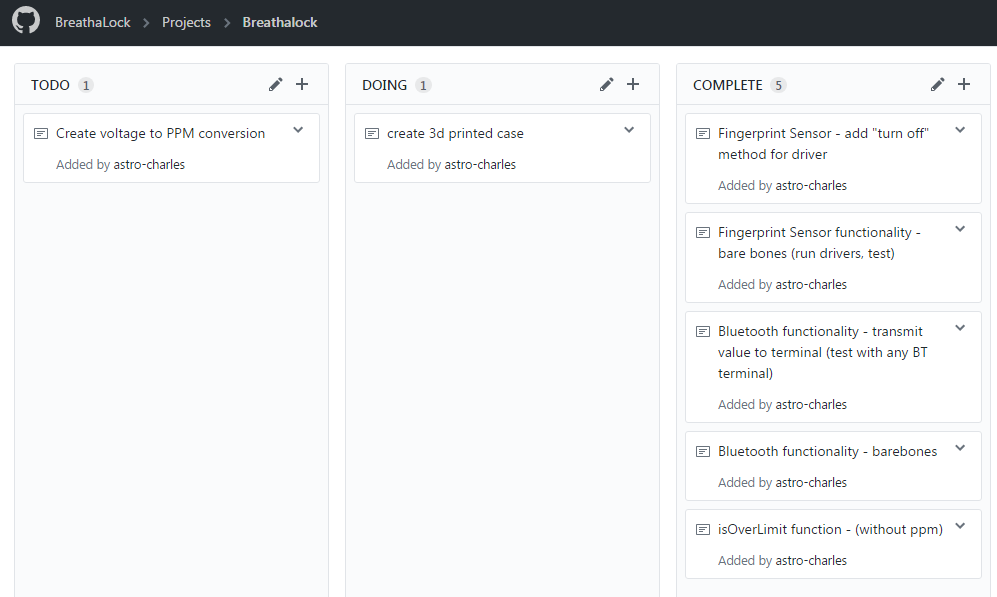 BreathaLock > Projects > Breathalock
TODO 1
Create voltage to PPM conversion
Added by astro-charles
DOING 1
create 3d printed case
Added by astro-charles
COMPLETE 5
Fingerprint Sensor - add "turn off"
method for driver
Added by astro-charles
Fingerprint Sensor functionality -
bare bones (run drivers, test)
Added by astro-charles
Bluetooth functionality - transmit
value to terminal (test with any BT
terminal)
Added by astro-charles
Bluetooth functionality - barebones
Added by astro-charles
isOverLimit function - (without ppm)
Added by astro-charles